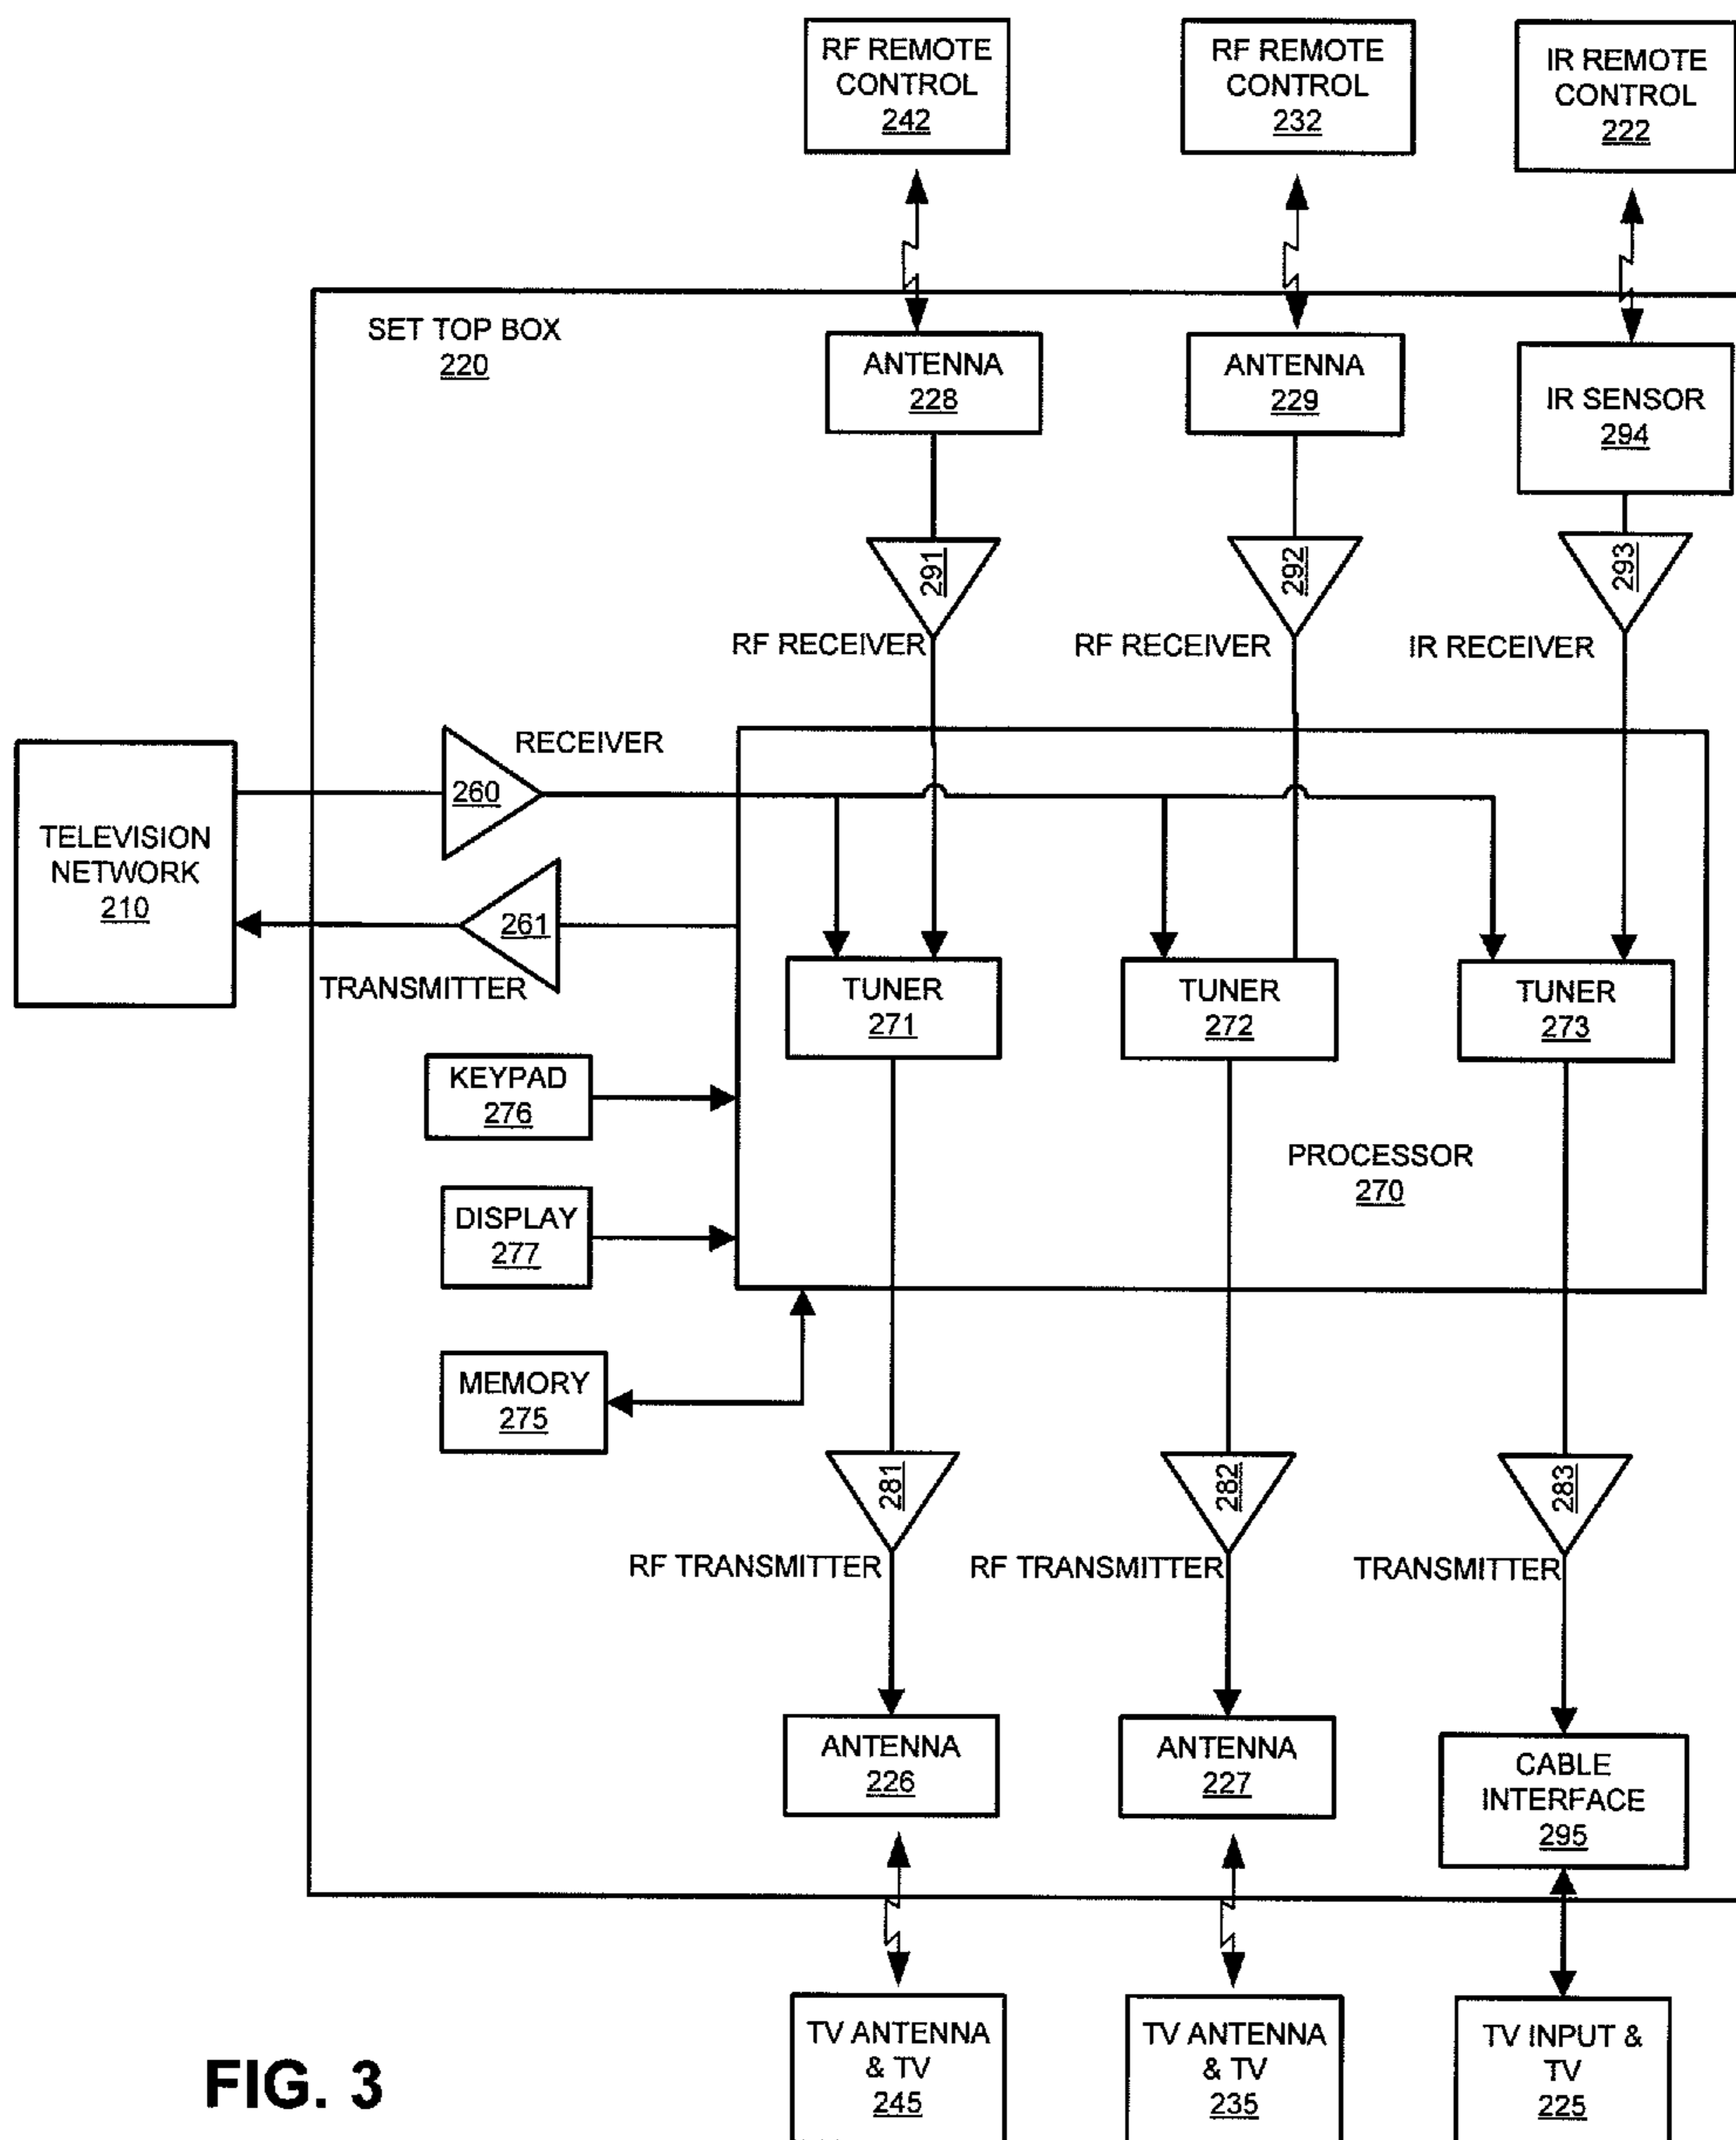 RF REMOTE
CONTROL
242
RF REMOTE
CONTROL
232
IR REMOTE
CONTROL
222
SET TOP BOX
220
ANTENNA
228
ANTENNA
229
IR SENSOR
294
291
292
293
RF RECEIVER
RF RECEIVER
IR RECEIVER
RECEIVER
260
TELEVISION
NETWORK
210
261
TRANSMITTER
TUNER
271
TUNER
272
TUNER
273
KEYPAD
276
PROCESSOR
270
DISPLAY
277
MEMORY
275
281
282
283
RF TRANSMITTER
RF TRANSMITTER
TRANSMITTER
ANTENNA
226
ANTENNA
227
CABLE
INTERFACE
295
TV ANTENNA
& TV
245
TV ANTENNA
& TV
235
TV INPUT &
TV
225
FIG. 3